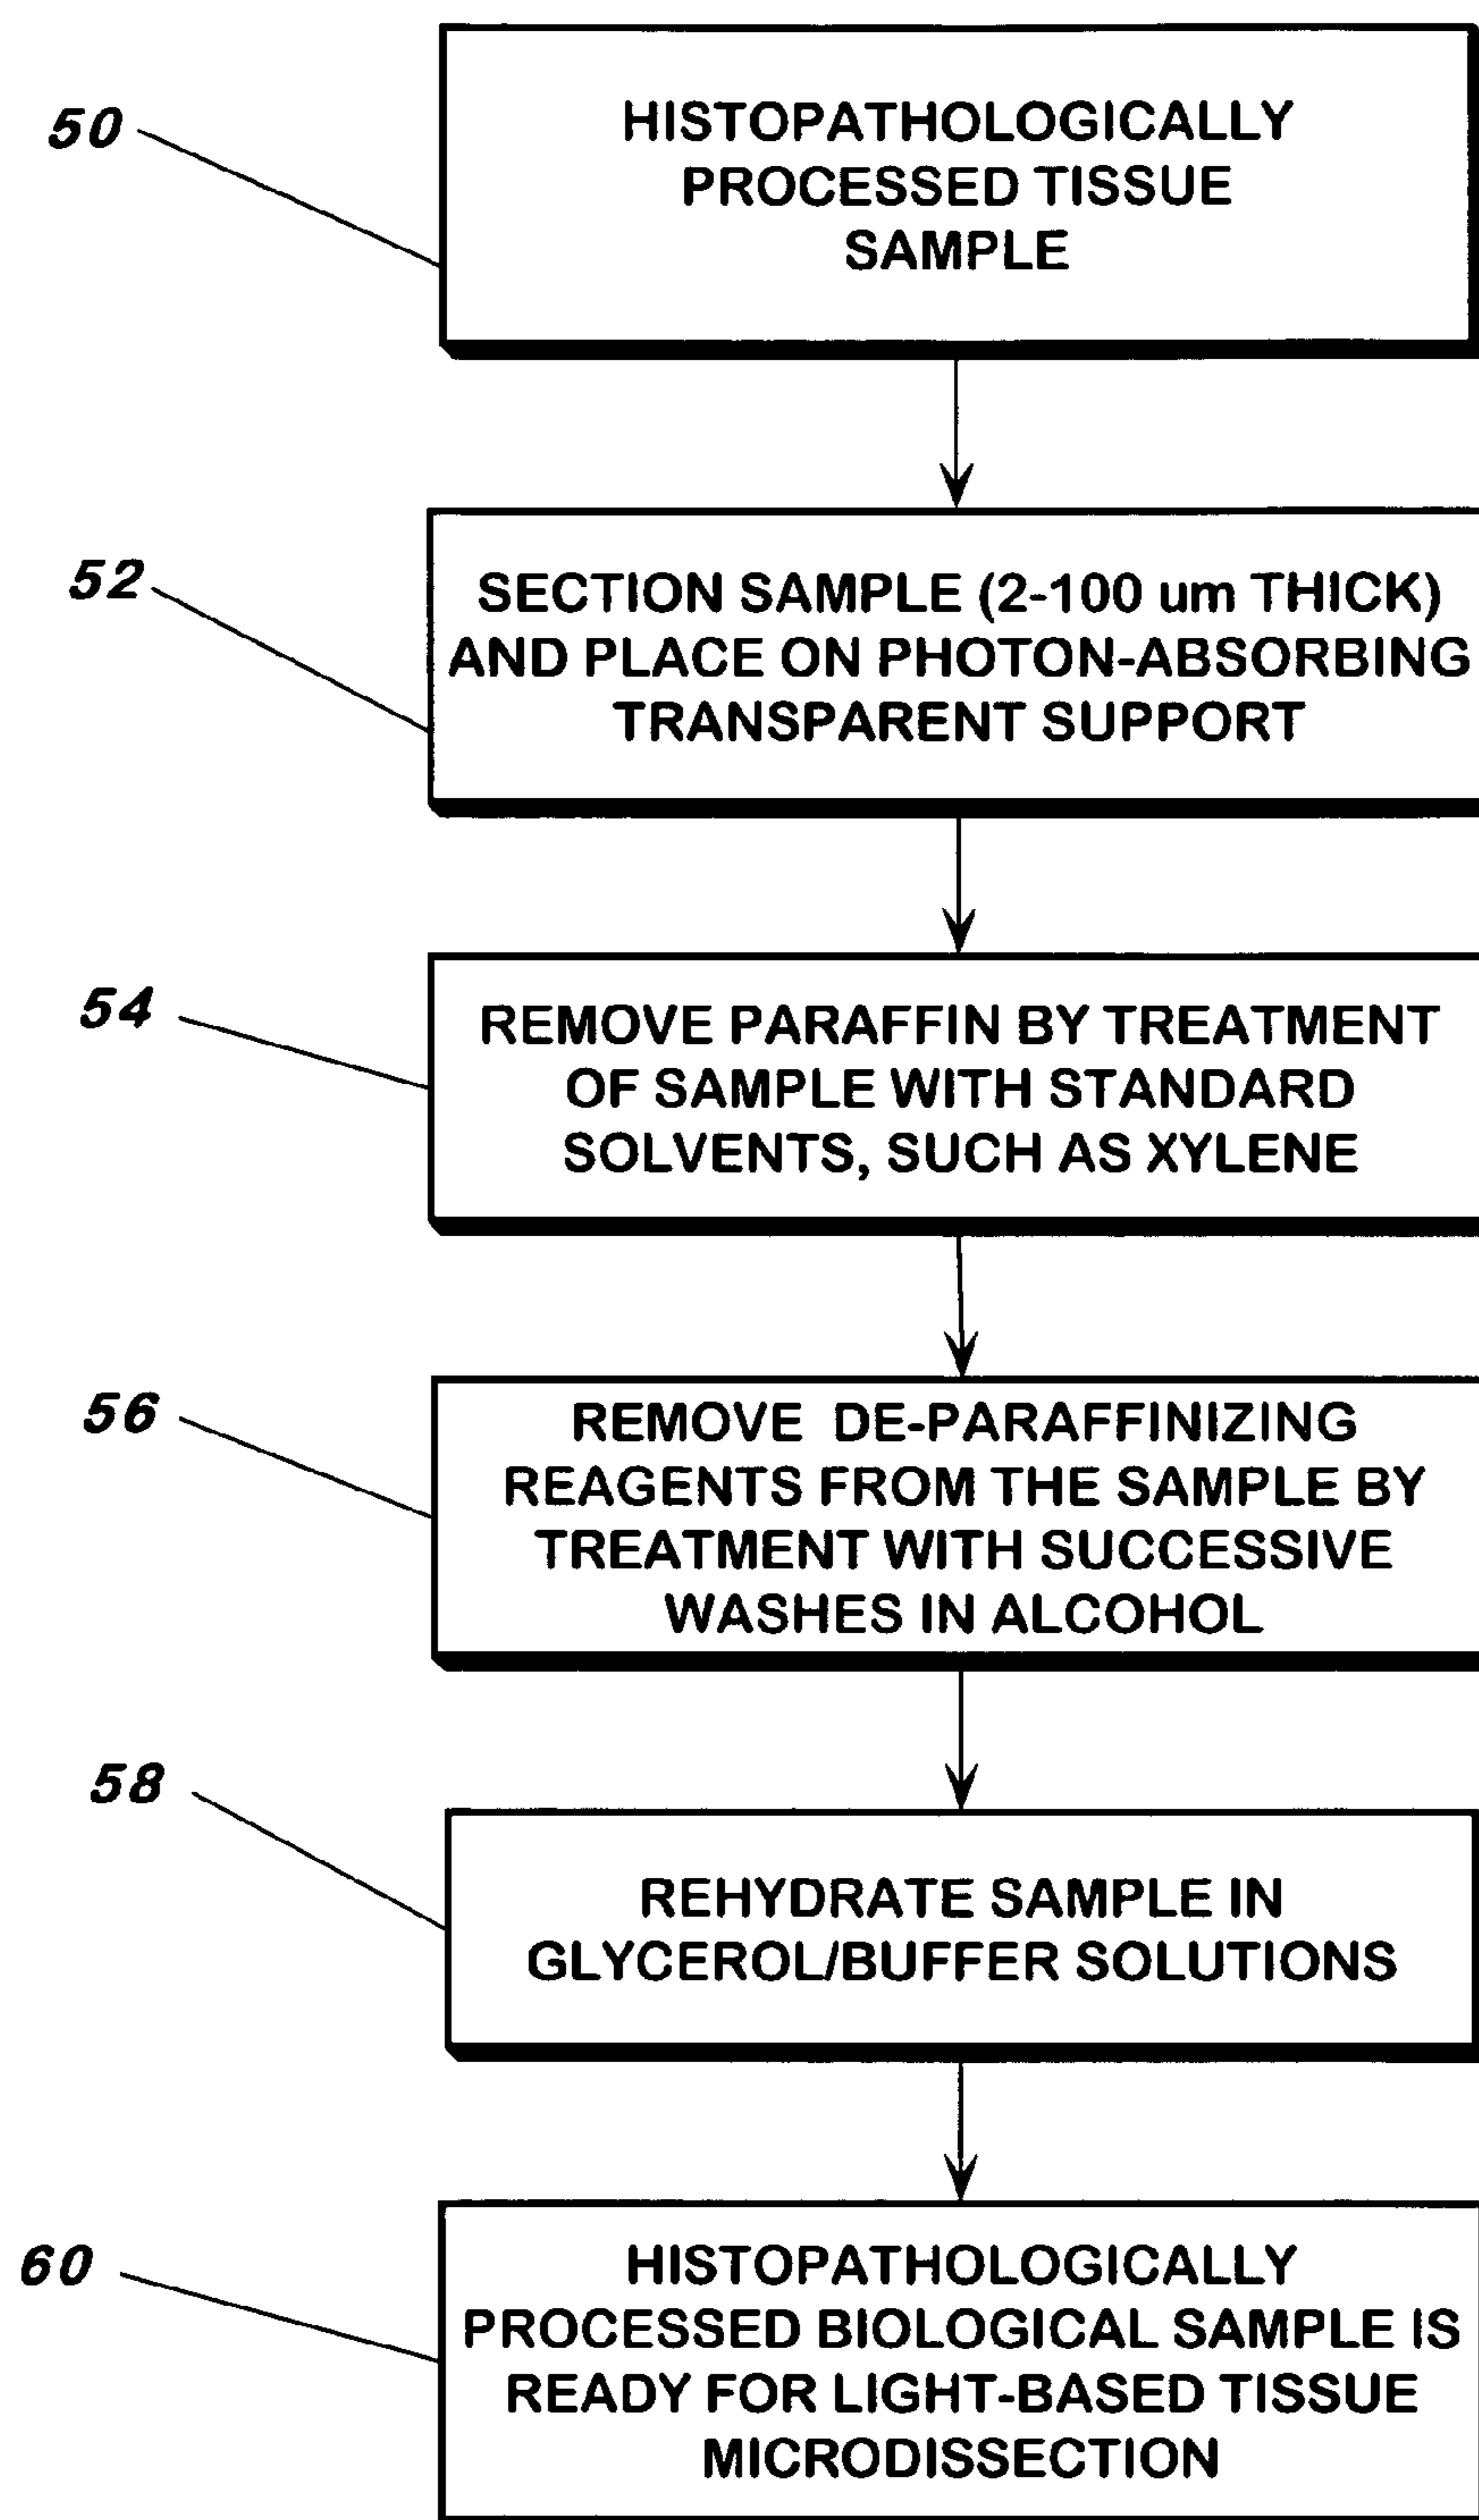 50
HISTOPATHOLOGICALLY
PROCESSED TISSUE
SAMPLE
52
SECTION SAMPLE (2-100 um THICK)
AND PLACE ON PHOTON-ABSORBING
TRANSPARENT SUPPORT
54
REMOVE PARAFFIN BY TREATMENT
OF SAMPLE WITH STANDARD
SOLVENTS, SUCH AS XYLENE
56
REMOVE DE-PARAFFINIZING
REAGENTS FROM THE SAMPLE BY
TREATMENT WITH SUCCESSIVE
WASHES IN ALCOHOL
58
REHYDRATE SAMPLE IN
GLYCEROL/BUFFER SOLUTIONS
60
HISTOPATHOLOGICALLY
PROCESSED BIOLOGICAL SAMPLE IS
READY FOR LIGHT-BASED TISSUE
MICRODISSECTION